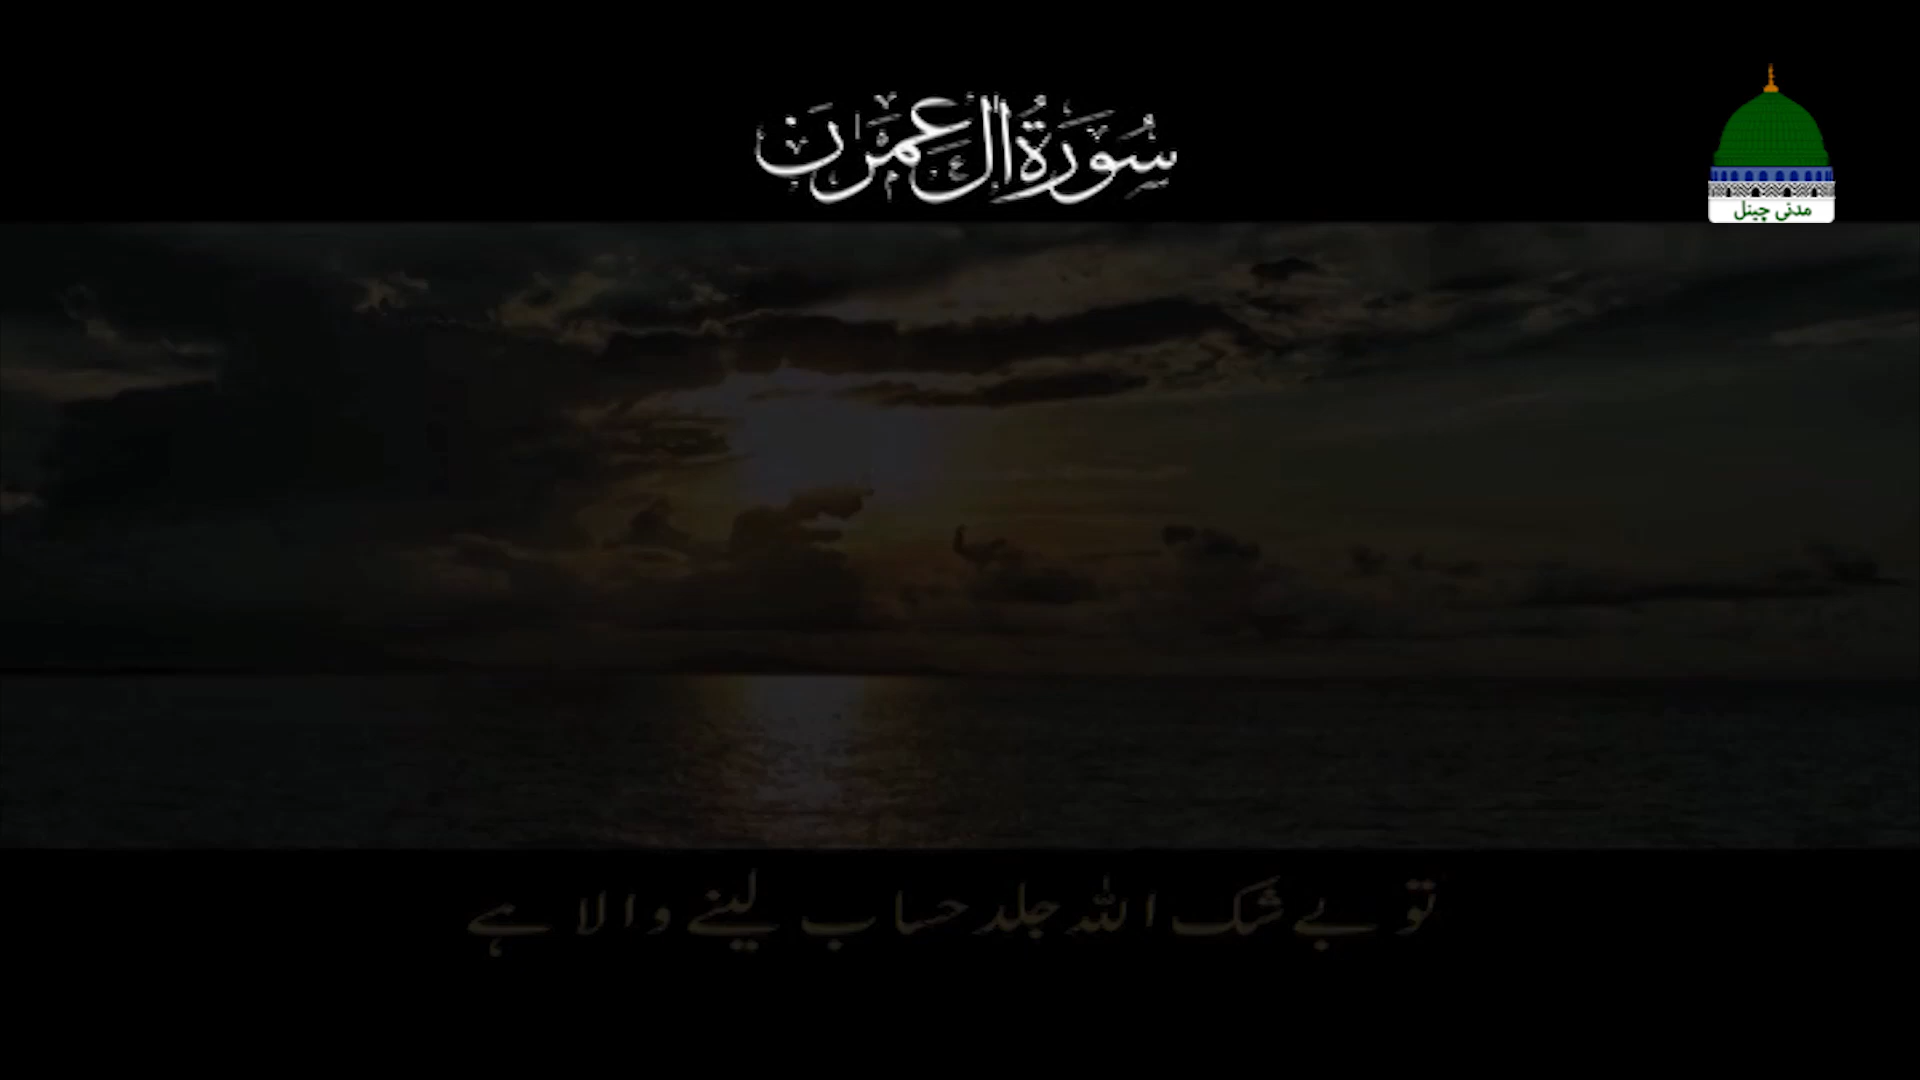 سُوۡرَةُ اٰلِ عِمۡرٰنَ
مدنی چینل
تو بے شک اللہ جلد حساب لینے والا ہے